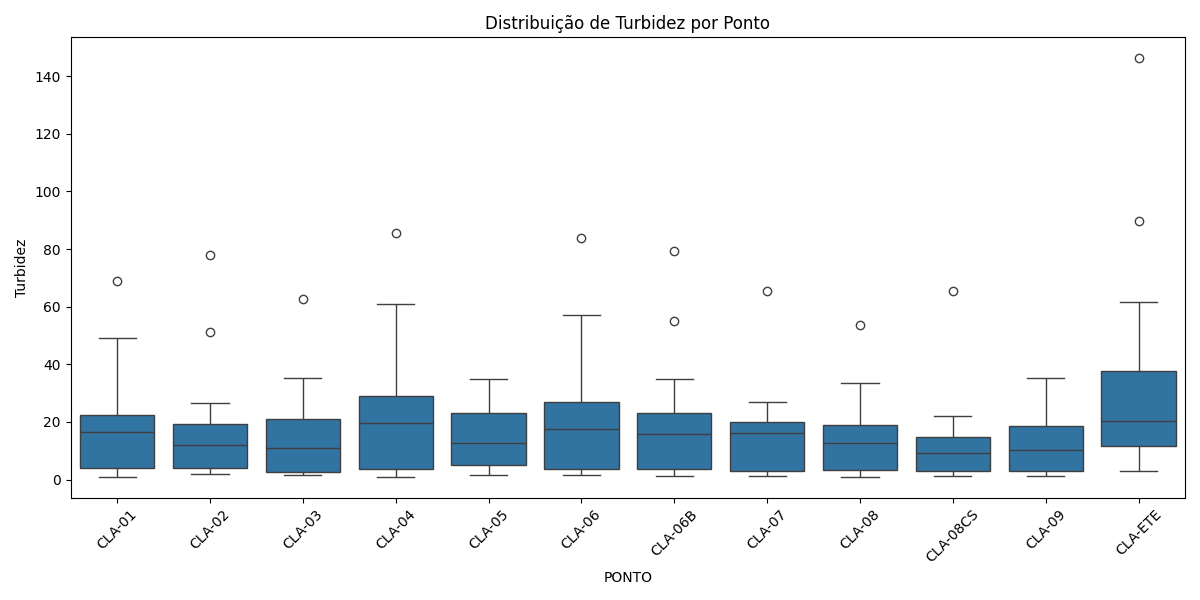 Distribuição de Turbidez por Ponto
Turbidez
140
120
100
80
60
40
20
0
CLA-01
CLA-02
CLA-03
CLA-04
CLA-05
CLA-06
CLA-06B
CLA-07
CLA-08
CLA-08CS
CLA-09
CLA-ETE
PONTO